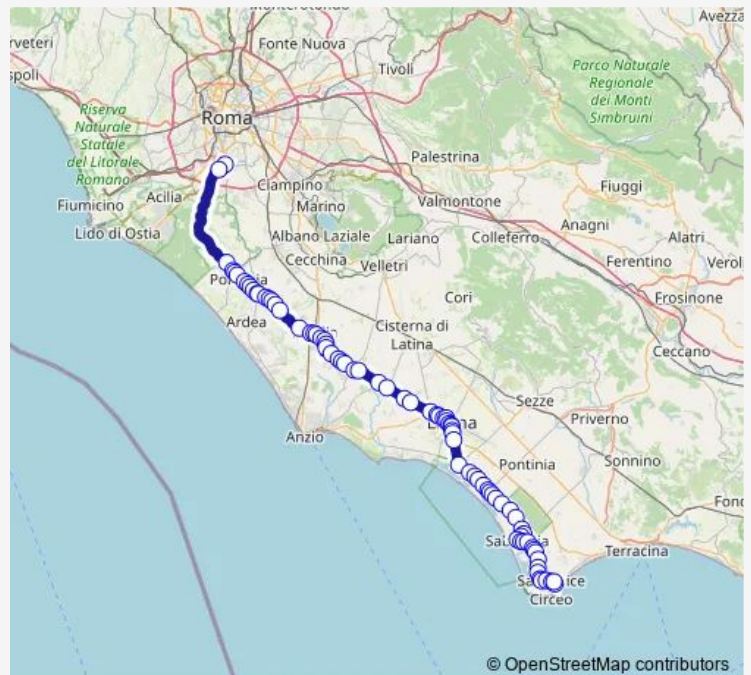 Avezza
Fonte Nuova
rveteri
Tivoli
spoli
Parco Naturale
Regionale
dei Monti
Simbruini
Riserva
Naturale
Statale
del Litorale
Romano
Roma
Palestrina
Ciampino
Fiuggi
Acilia
Valmontone
Fiumicino
Marino
Lido di Ostia
Albano Laziale
Lariano
Colleferro
Anagni
Alatri
Cecchina
Velletri
Ferentino
Verol
Frosinone
Cori
Ardea
Cisterna di
Latina
Ceccano
Sezze
Priverno
Anzio
Pontinia
Sonnino
Fond
Terracina
Circeo
© OpenStreetMap contributors